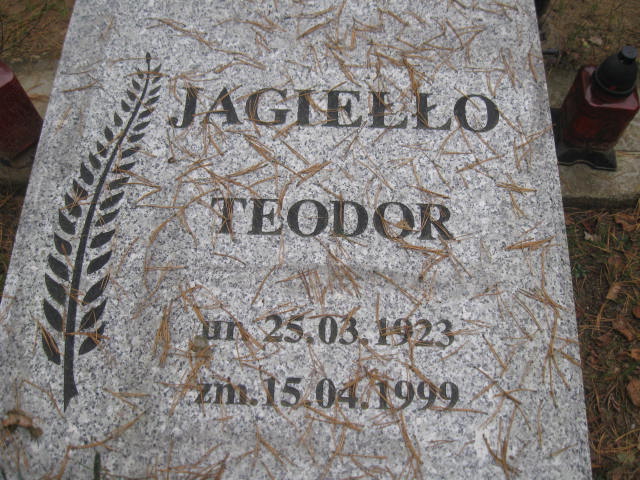 JAGIEŁŁO
TEODOR
ur. 25.03.1923
zm. 15.04.1999